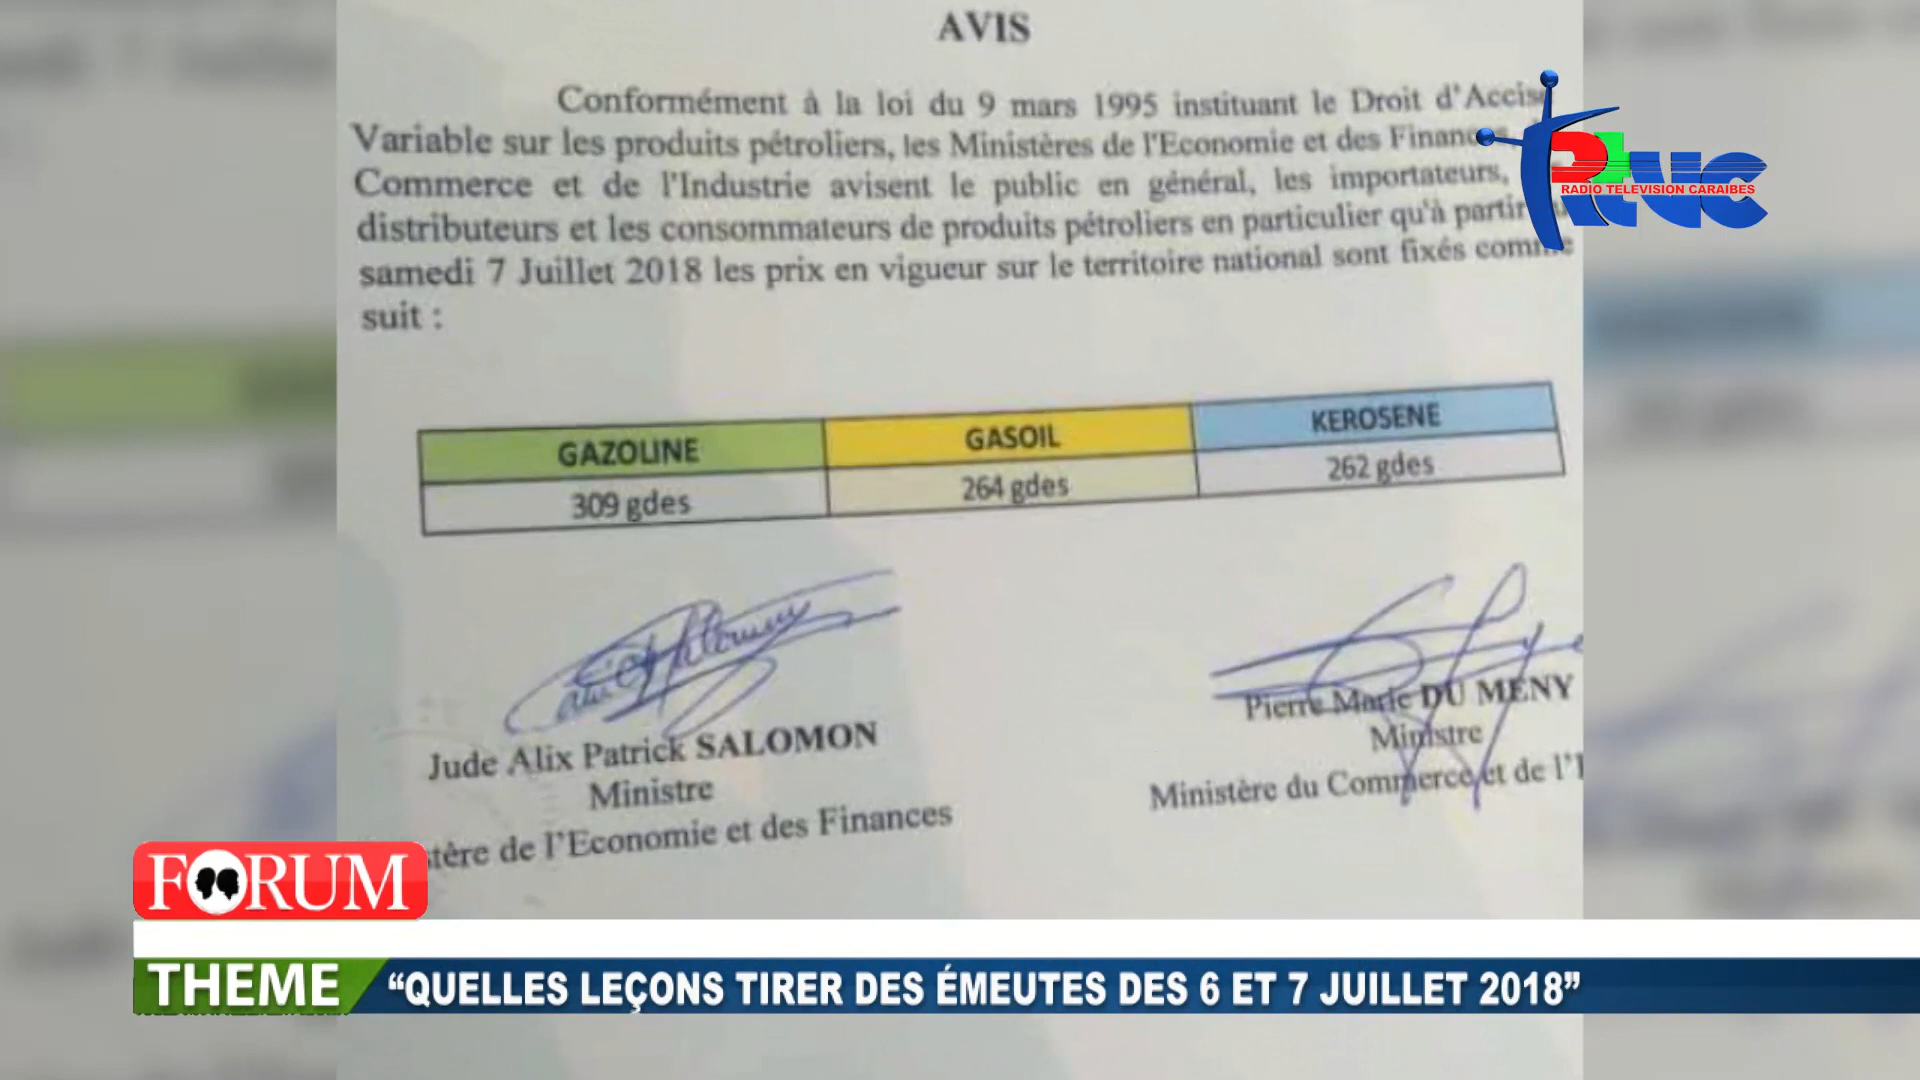 AVIS
Conformément à la loi du 9 mars 1995 instituant le Droit d'Accise
Variable sur les produits pétroliers, les Ministères de l'Economie et des Finances,
Commerce et de l'Industrie avisent le public en général, les importateurs,
distributeurs et les consommateurs de produits pétroliers en particulier qu'à partir
samedi 7 Juillet 2018 les prix en vigueur sur le territoire national sont fixés comme
suit :
RTVC
RADIO TELEVISION CARAIBES
GAZOLINE GASOIL KEROSENE
309 gdes 264 gdes 262 gdes
Jude Alix Patrick SALOMON
Ministre
stère de l'Economie et des Finances
Pierre Marie DU MENY
Ministre
Ministère du Commerce et de l'I
FORUM
THEME
“QUELLES LEÇONS TIRER DES ÉMEUTES DES 6 ET 7 JUILLET 2018”